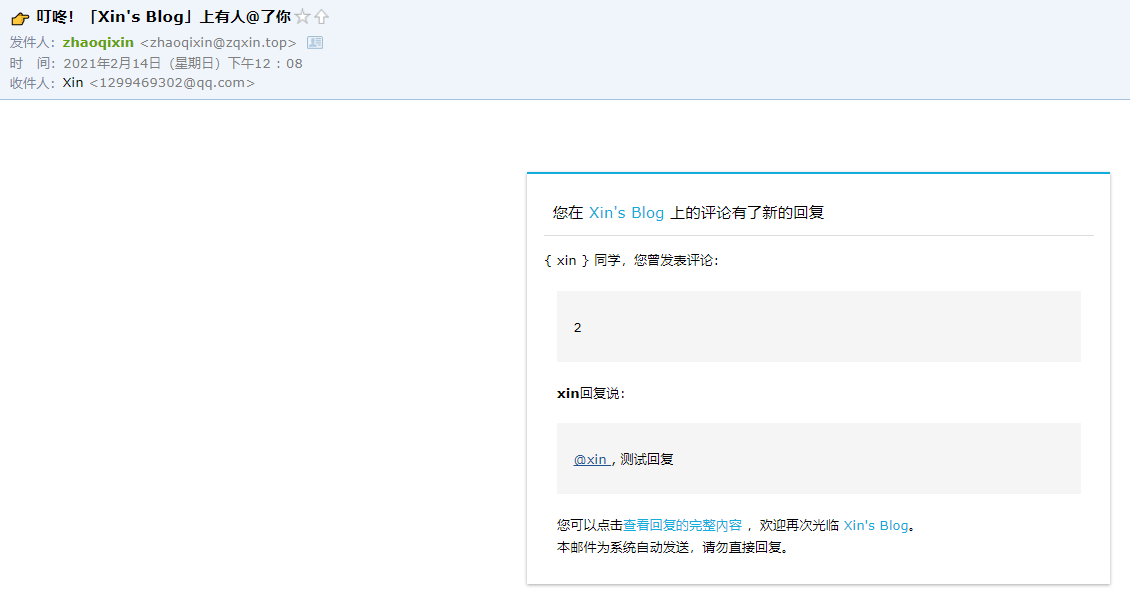 👉 叮咚！「Xin's Blog」上有人@了你
发件人：zhaoqixin <zhaoqixin@zqxin.top>
时　间：2021年2月14日（星期日）下午12：08
收件人：Xin <1299469302@qq.com>
您在 Xin's Blog 上的评论有了新的回复
{ xin } 同学，您曾发表评论：
2
xin回复说：
@xin , 测试回复
您可以点击查看回复的完整内容 ，欢迎再次光临 Xin's Blog。
本邮件为系统自动发送，请勿直接回复。